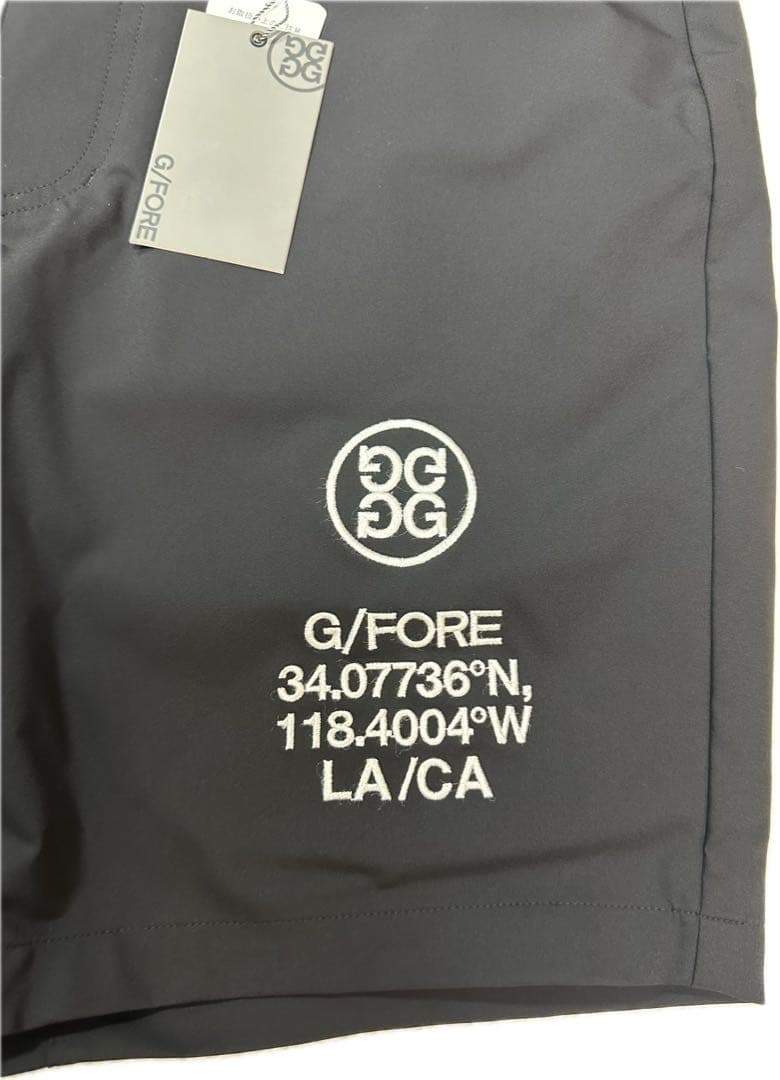 G/FORE
G/FORE
34.07736°N,
118.4004°W
LA/CA